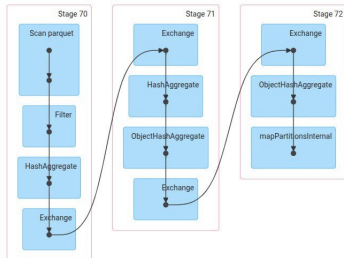 Stage 70
Scan parquet
Filter
HashAggregate
Exchange
Stage 71
Exchange
HashAggregate
ObjectHashAggregate
Exchange
Stage 72
Exchange
ObjectHashAggregate
mapPartitionsInternal